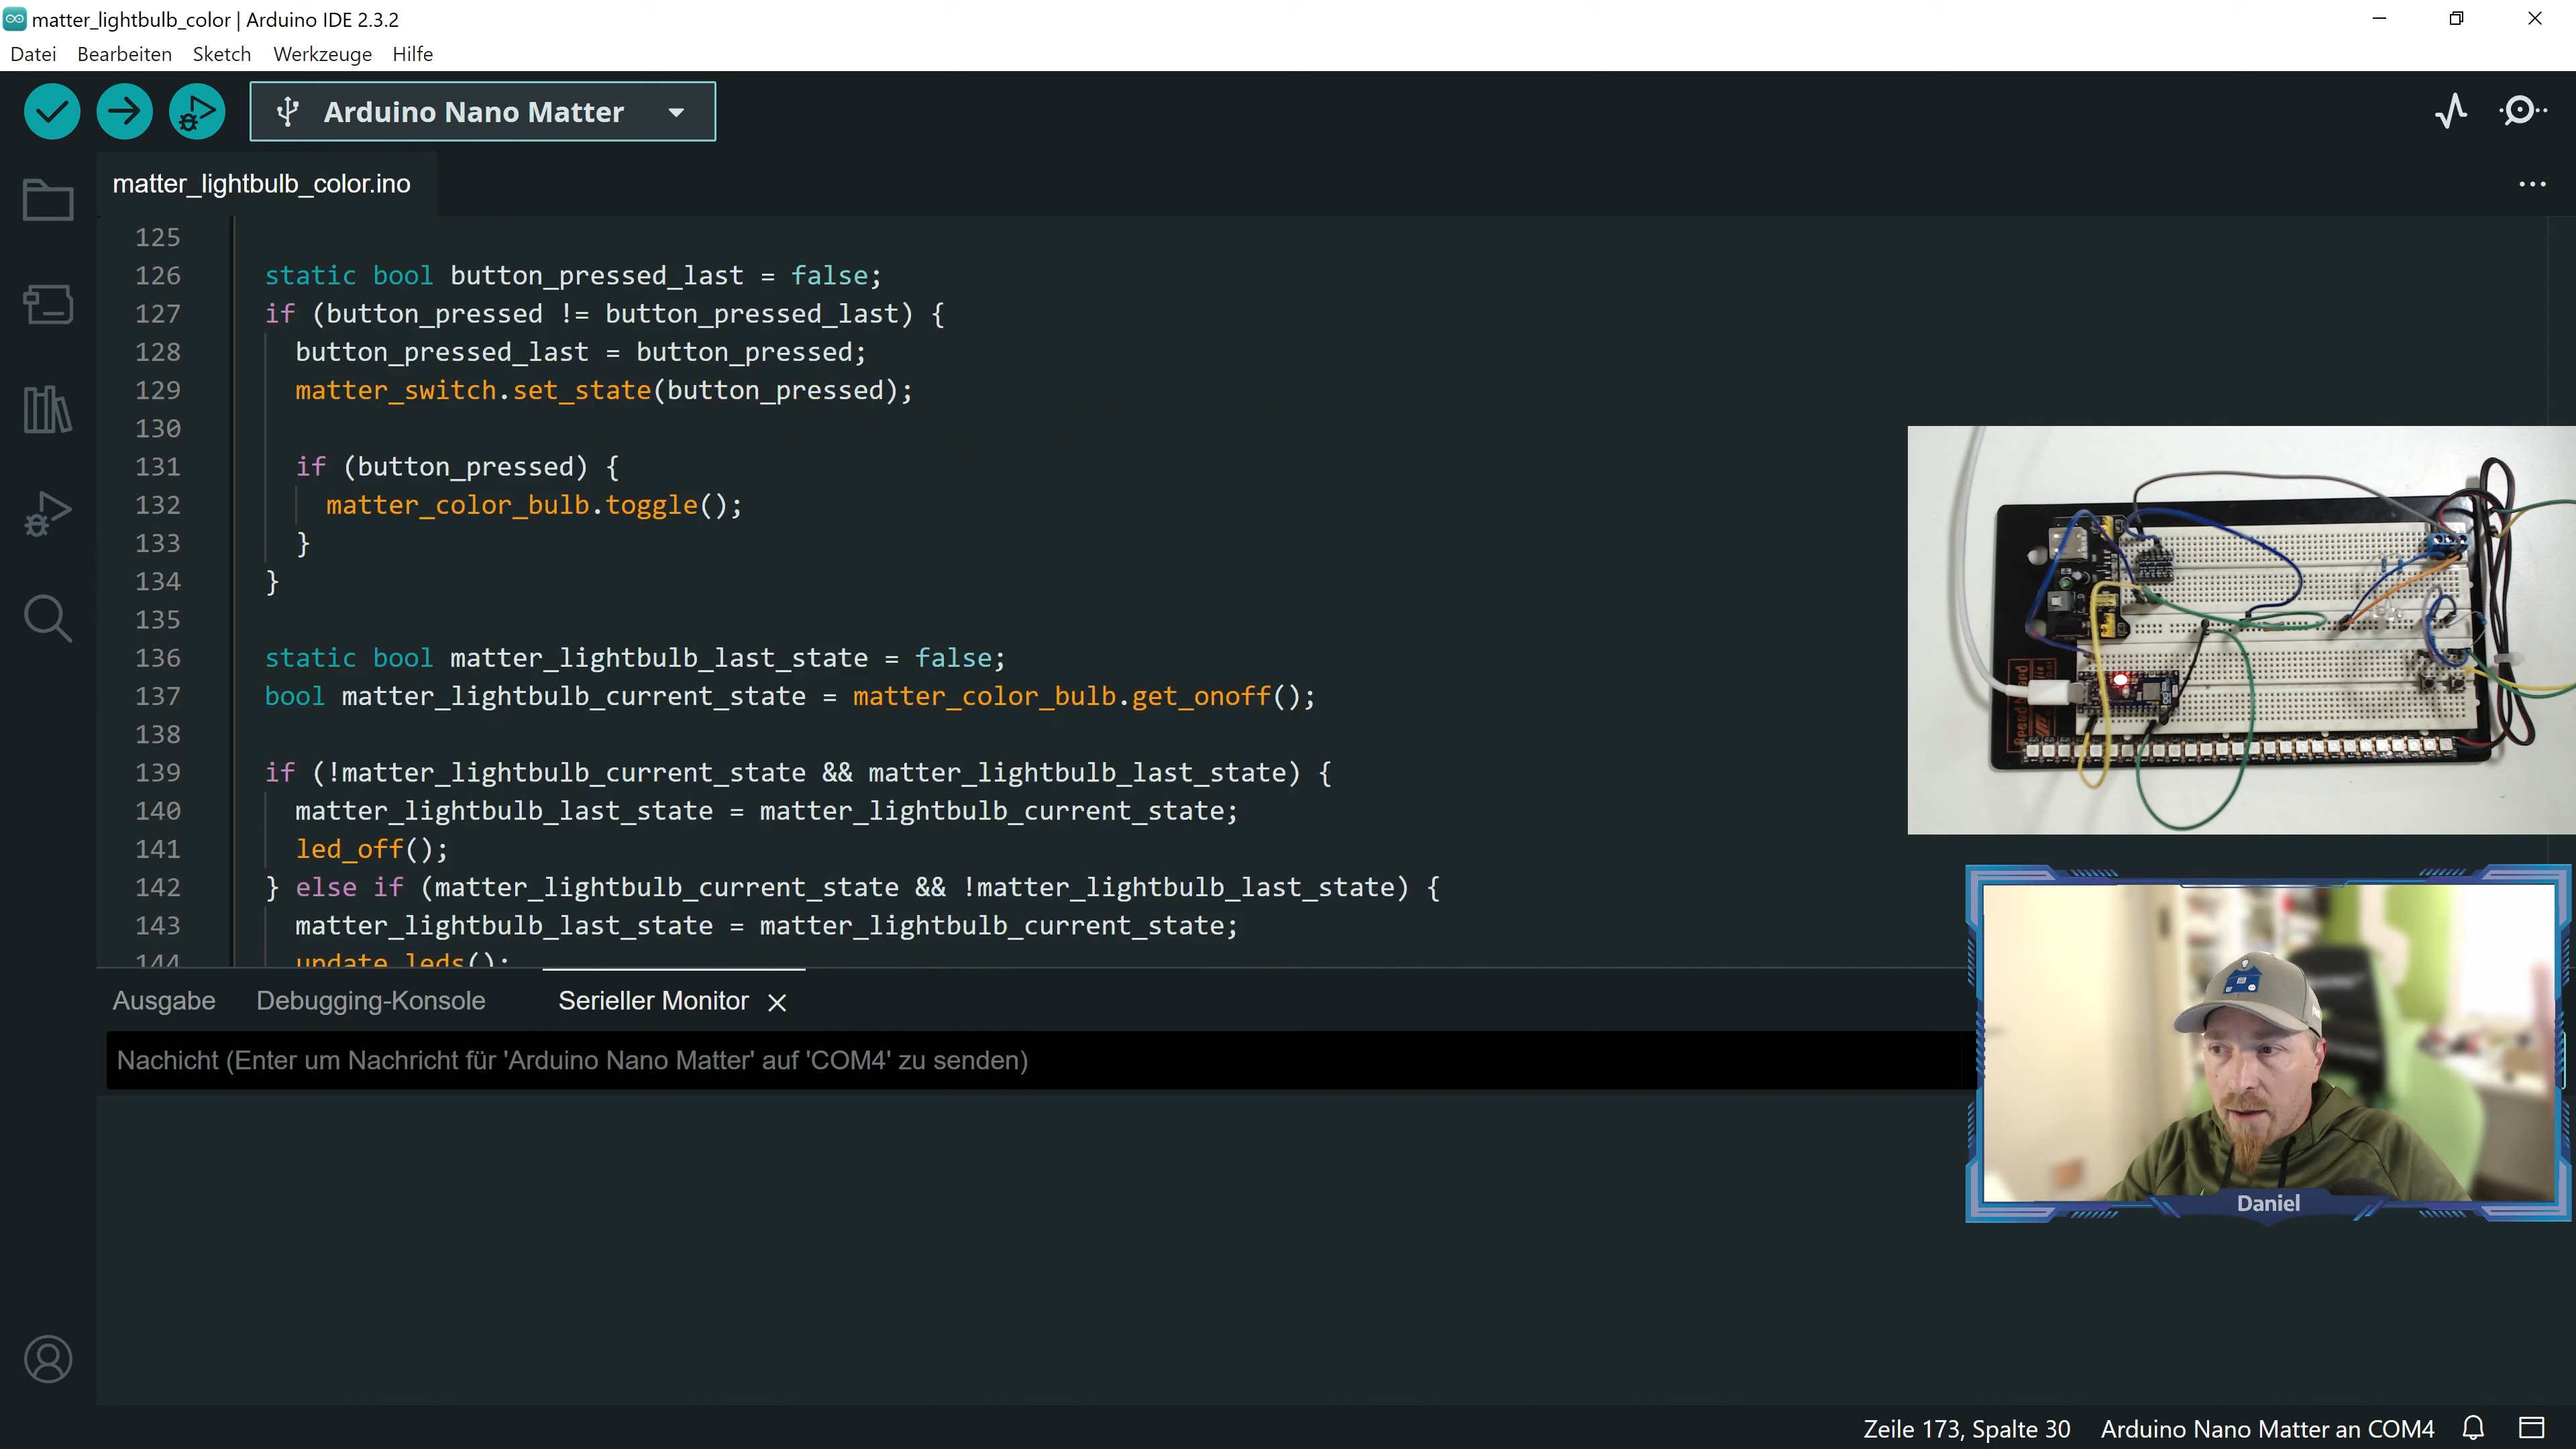 matter_lightbulb_color | Arduino IDE 2.3.2
Datei Bearbeiten Sketch Werkzeuge Hilfe
Arduino Nano Matter
matter_lightbulb_color.ino
125
126 static bool button_pressed_last = false;
127 if (button_pressed != button_pressed_last) {
128 button_pressed_last = button_pressed;
129 matter_switch.set_state(button_pressed);
130
131 if (button_pressed) {
132 matter_color_bulb.toggle();
133 }
134 }
135
136 static bool matter_lightbulb_last_state = false;
137 bool matter_lightbulb_current_state = matter_color_bulb.get_onoff();
138
139 if (!matter_lightbulb_current_state && matter_lightbulb_last_state) {
140 matter_lightbulb_last_state = matter_lightbulb_current_state;
141 led_off();
142 } else if (matter_lightbulb_current_state && !matter_lightbulb_last_state) {
143 matter_lightbulb_last_state = matter_lightbulb_current_state;
144 update_leds();
Ausgabe Debugging-Konsole Serieller Monitor
Nachicht (Enter um Nachricht für 'Arduino Nano Matter' auf 'COM4' zu senden)
Daniel
Zeile 173, Spalte 30 Arduino Nano Matter an COM4